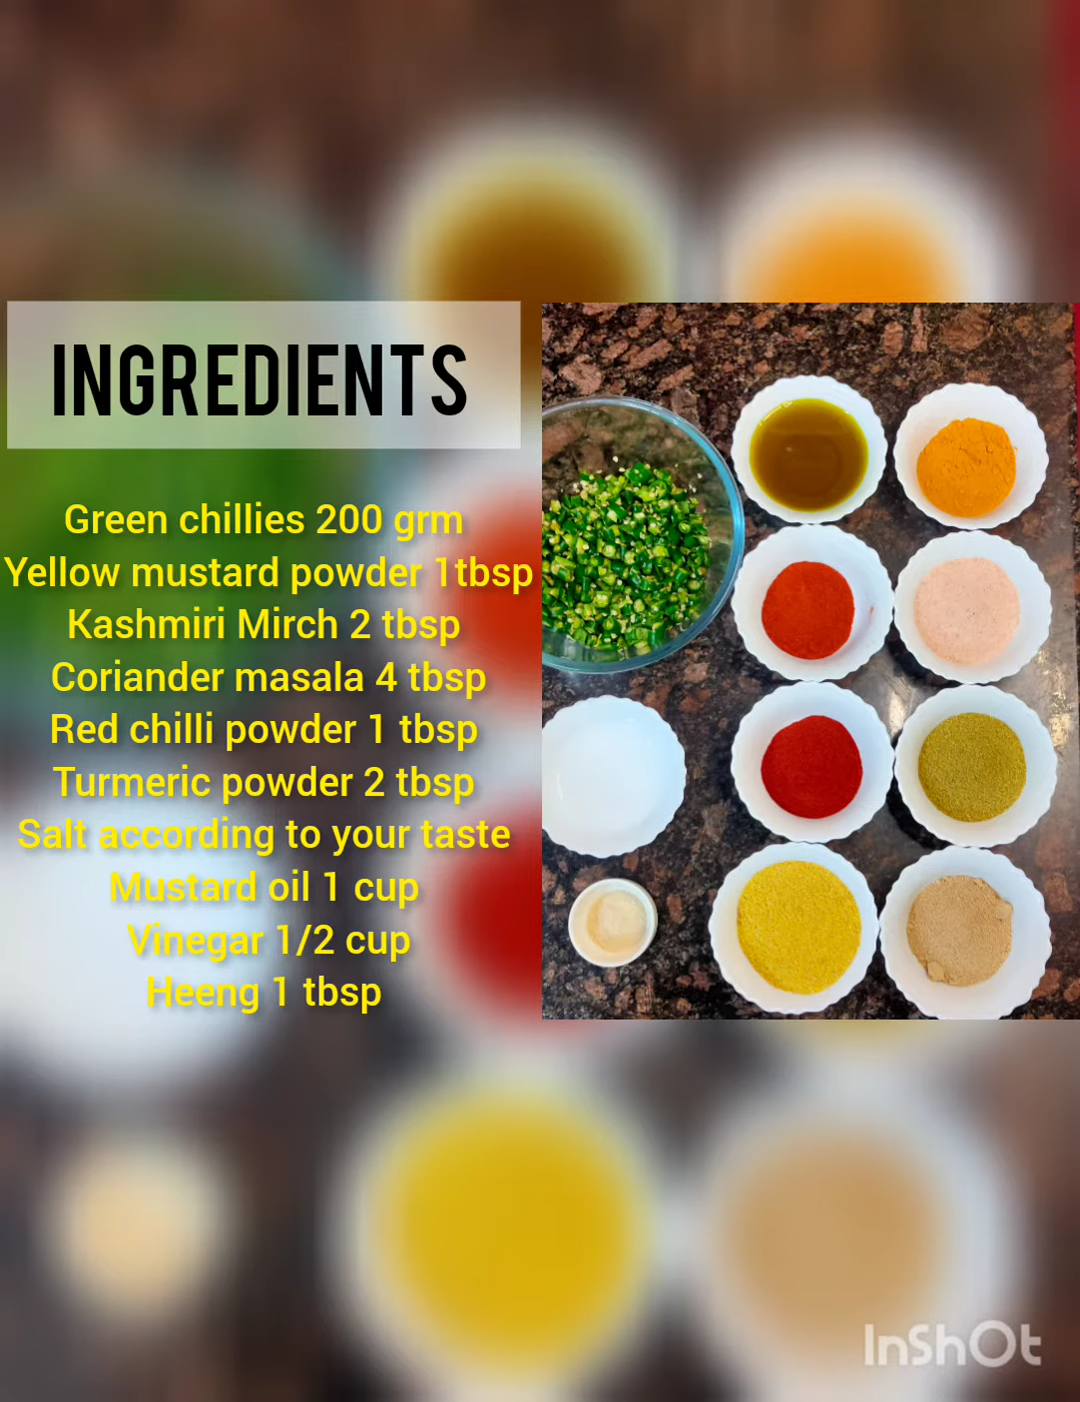 INGREDIENTS
Green chillies 200 grm
Yellow mustard powder 1tbsp
Kashmiri Mirch 2 tbsp
Coriander masala 4 tbsp
Red chilli powder 1 tbsp
Turmeric powder 2 tbsp
Salt according to your taste
Mustard oil 1 cup
Vinegar 1/2 cup
Heeng 1 tbsp
InShOt